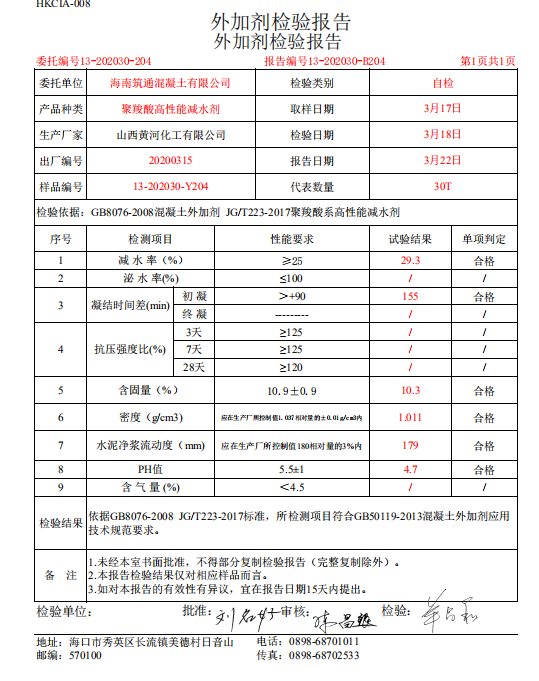 HKCIA-008
外加剂检验报告
外加剂检验报告
委托编号13-202030-204 报告编号13-202030-B204 第1页共1页
委托单位 海南筑通混凝土有限公司 检验类别 自检
产品种类 聚羧酸高性能减水剂 取样日期 3月17日
生产厂家 山西黄河化工有限公司 检验日期 3月18日
出厂编号 20200315 报告日期 3月22日
样品编号 13-202030-Y204 代表数量 30T
检验依据：GB8076-2008混凝土外加剂 JG/T223-2017聚羧酸系高性能减水剂
序号 检测项目 性能要求 试验结果 单项判定
1 减 水 率（%） ≥25 29.3 合格
2 泌 水 率(%) ≤100 / /
3 凝结时间差(min) 初 凝 ＞+90 155 合格
终 凝 --------- / /
4 抗压强度比(%) 3天 ≥125 / /
7天 ≥125 / /
28天 ≥120 / /
5 含固量（%） 10.9±0.9 10.3 合格
6 密度（g/cm3） 应在生产厂所控制值1.037相对量的±0.01g/cm3内 1.011 合格
7 水泥净浆流动度（mm） 应在生产厂所控制值180相对量的3%内 179 合格
8 PH值 5.5±1 4.7 合格
9 含 气 量 (%) ＜4.5 / /
检验结果 依据GB8076-2008 JG/T223-2017标准，所检测项目符合GB50119-2013混凝土外加剂应用
技术规范要求。
备 注 1.未经本室书面批准，不得部分复制检验报告（完整复制除外）。
2.本报告检验结果仅对相应样品而言。
3.如对本报告的有效性有异议，宜在报告日期15天内提出。
检验单位： 批准： 审核： 检验：
地址：海口市秀英区长流镇美德村日音山 电话：0898-68701011
邮编：570100 传真：0898-68702533